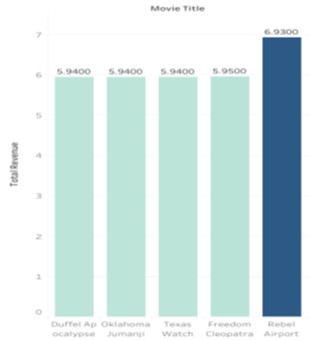 Movie Title
6.9300
5.9400 5.9400 5.9400 5.9500
7
6
5
4
3
2
1
0
Total Revenue
Duffel Ap Oklahoma Texas Freedom Rebel
ocalypse Jumanji Watch Cleopatra Airport